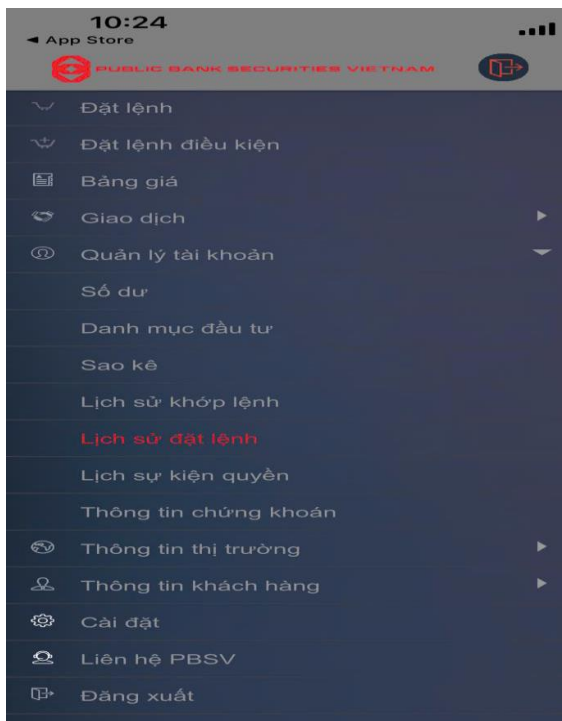 10:24
◄ App Store
PUBLIC BANK SECURITIES VIETNAM
Đặt lệnh
Đặt lệnh điều kiện
Bảng giá
Giao dịch
Quản lý tài khoản
Số dư
Danh mục đầu tư
Sao kê
Lịch sử khớp lệnh
Lịch sử đặt lệnh
Lịch sự kiện quyền
Thông tin chứng khoán
Thông tin thị trường
Thông tin khách hàng
Cài đặt
Liên hệ PBSV
Đăng xuất